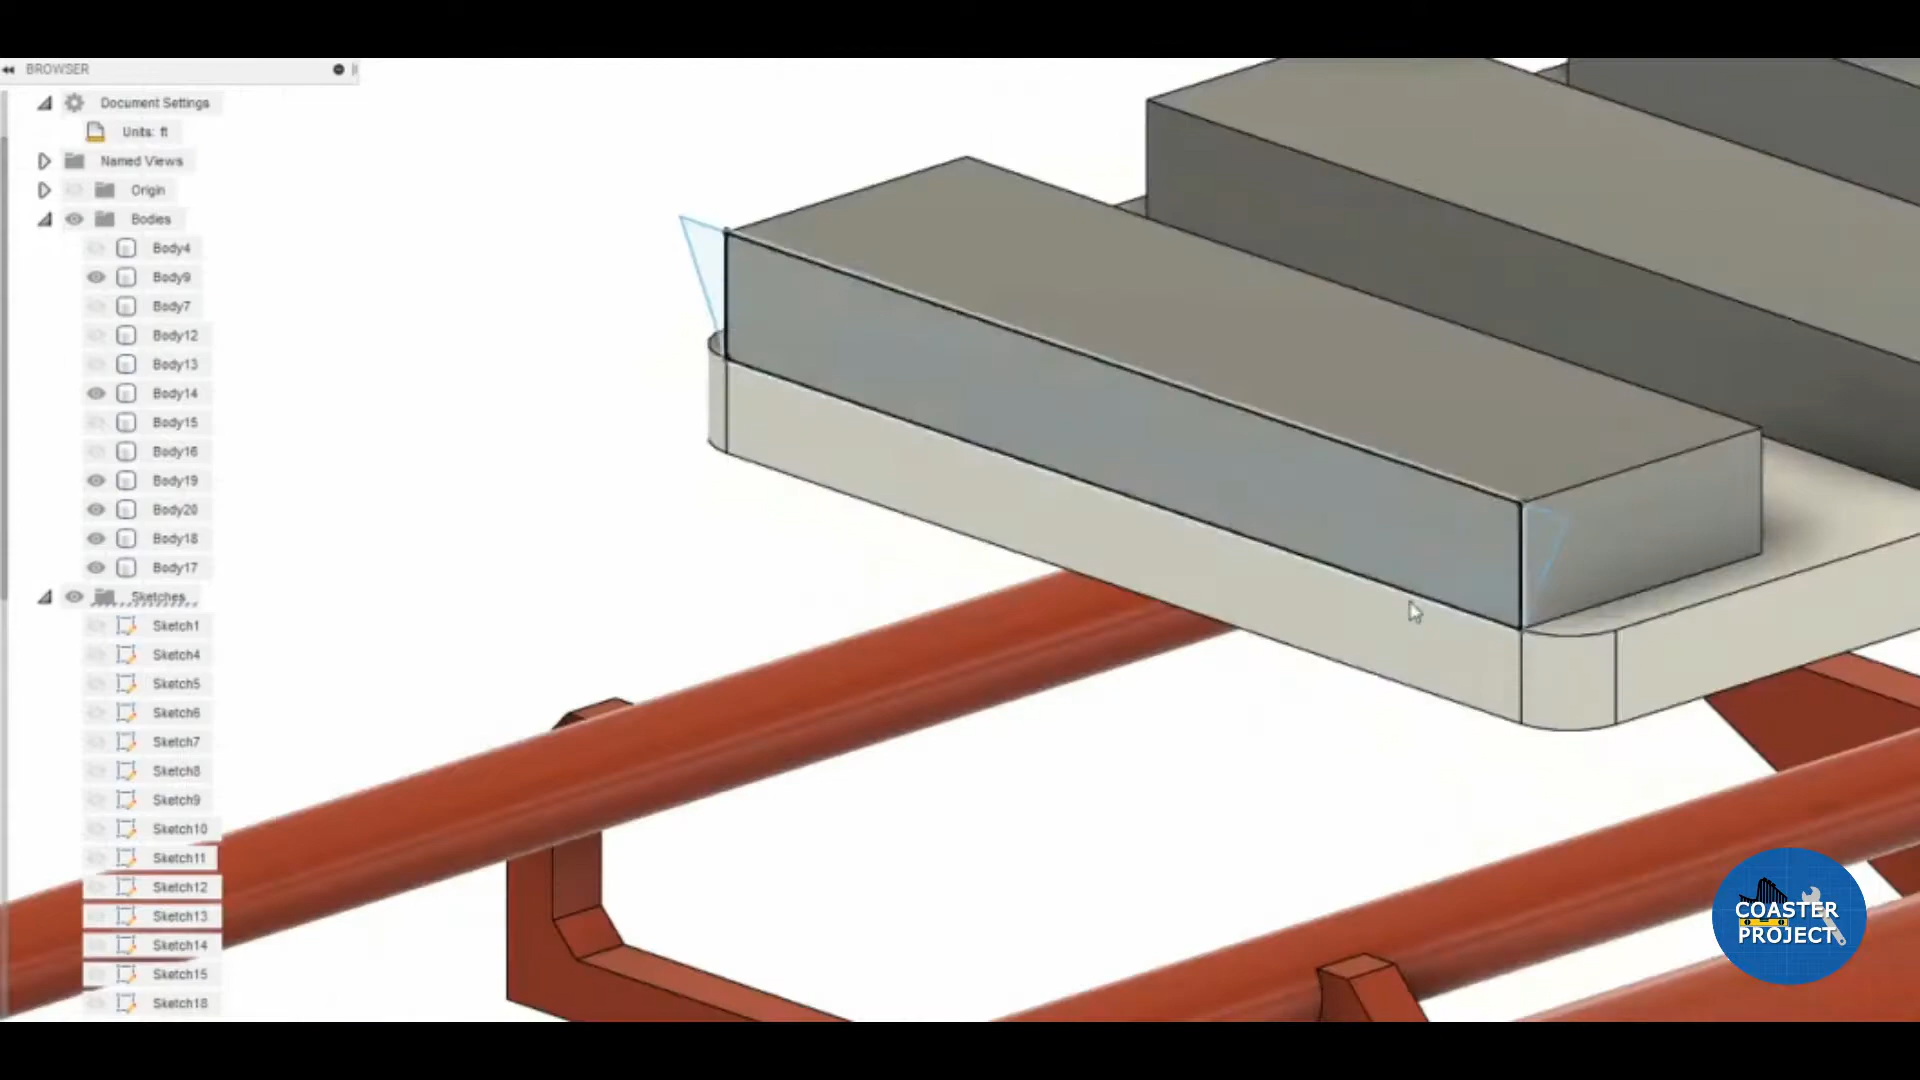 BROWSER
Document Settings
Units: ft
Named Views
Origin
Bodies
Body4
Body9
Body7
Body12
Body13
Body14
Body15
Body16
Body19
Body20
Body18
Body17
Sketches
Sketch1
Sketch4
Sketch5
Sketch6
Sketch7
Sketch8
Sketch9
Sketch10
Sketch11
Sketch12
Sketch13
Sketch14
Sketch15
Sketch18
COASTER
PROJECT